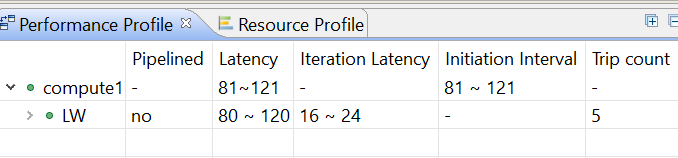 Performance Profile Resource Profile
Pipelined Latency Iteration Latency Initiation Interval Trip count
compute1 - 81~121 - 81 ~ 121 -
LW no 80 ~ 120 16 ~ 24 - 5